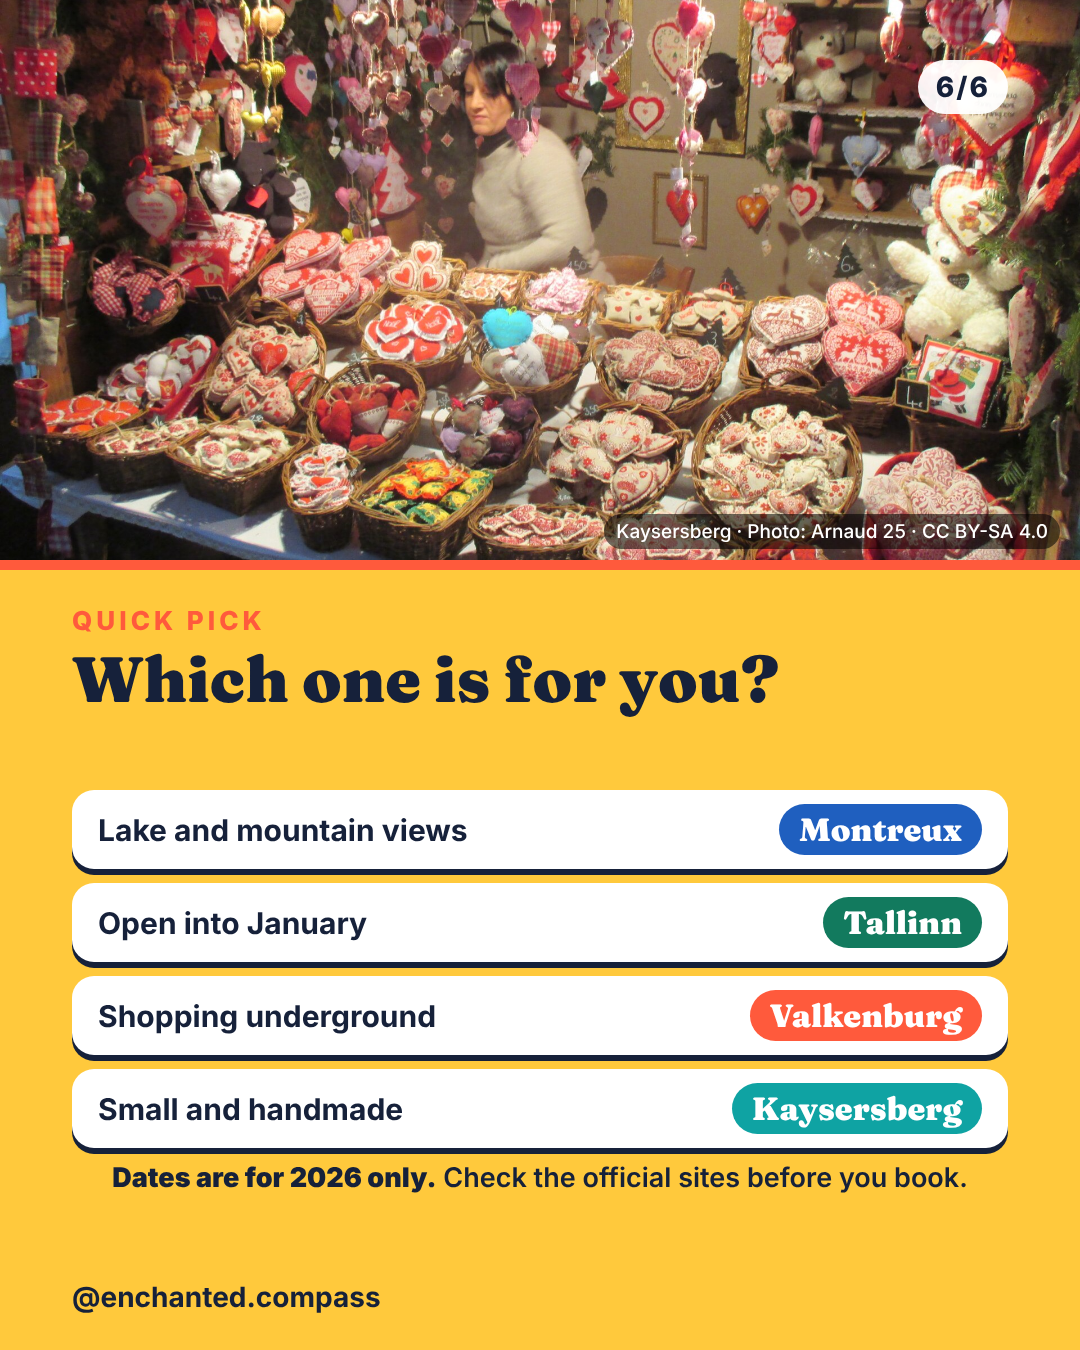 6/6
Kaysersberg · Photo: Arnaud 25 · CC BY-SA 4.0
QUICK PICK
Which one is for you?
Lake and mountain views
Montreux
Open into January
Tallinn
Shopping underground
Valkenburg
Small and handmade
Kaysersberg
Dates are for 2026 only. Check the official sites before you book.
@enchanted.compass